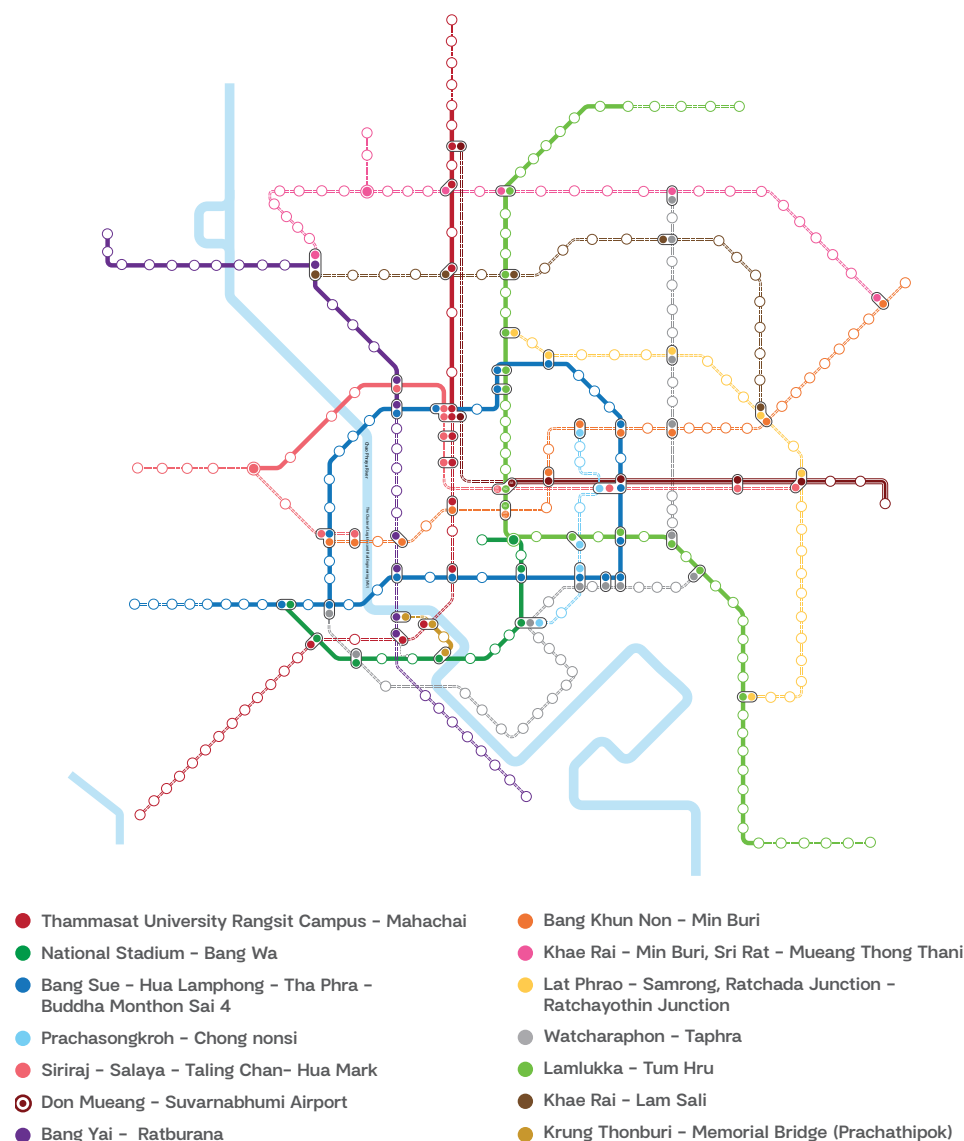 Chao Phraya River
Thammasat University Rangsit Campus - Mahachai
National Stadium - Bang Wa
Bang Sue - Hua Lamphong - Tha Phra -
Buddha Monthon Sai 4
Prachasongkroh - Chong nonsi
Siriraj - Salaya - Taling Chan- Hua Mark
Don Mueang - Suvarnabhumi Airport
Bang Yai - Ratburana
Bang Khun Non - Min Buri
Khae Rai - Min Buri, Sri Rat - Mueang Thong Thani
Lat Phrao - Samrong, Ratchada Junction -
Ratchayothin Junction
Watcharaphon - Taphra
Lamlukka - Tum Hru
Khae Rai - Lam Sali
Krung Thonburi - Memorial Bridge (Prachathipok)